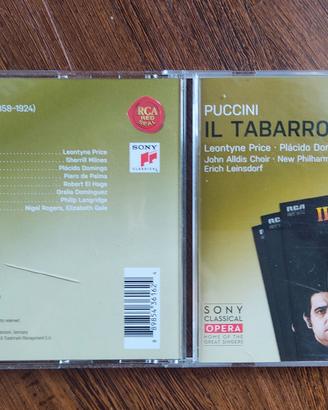 858-1924)
Leontyne Price
Sherrill Milnes
Plácido Domingo
Piero de Palma
Robert El Hage
Oralia Dominguez
Philip Langridge
Nigel Rogers, Elizabeth Gale
RCA
RED
SEAL
SONY
CLASSICAL
PUCCINI
IL TABARRO
Leontyne Price · Plácido Dom
John Alldis Choir · New Philharm
Erich Leinsdorf
RCA
SONY
CLASSICAL
OPERA
HOME OF THE
GREAT SINGERS